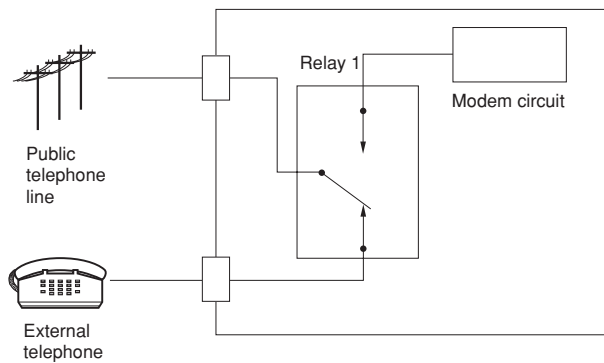 Relay 1
Modem circuit
Public
telephone
line
External
telephone